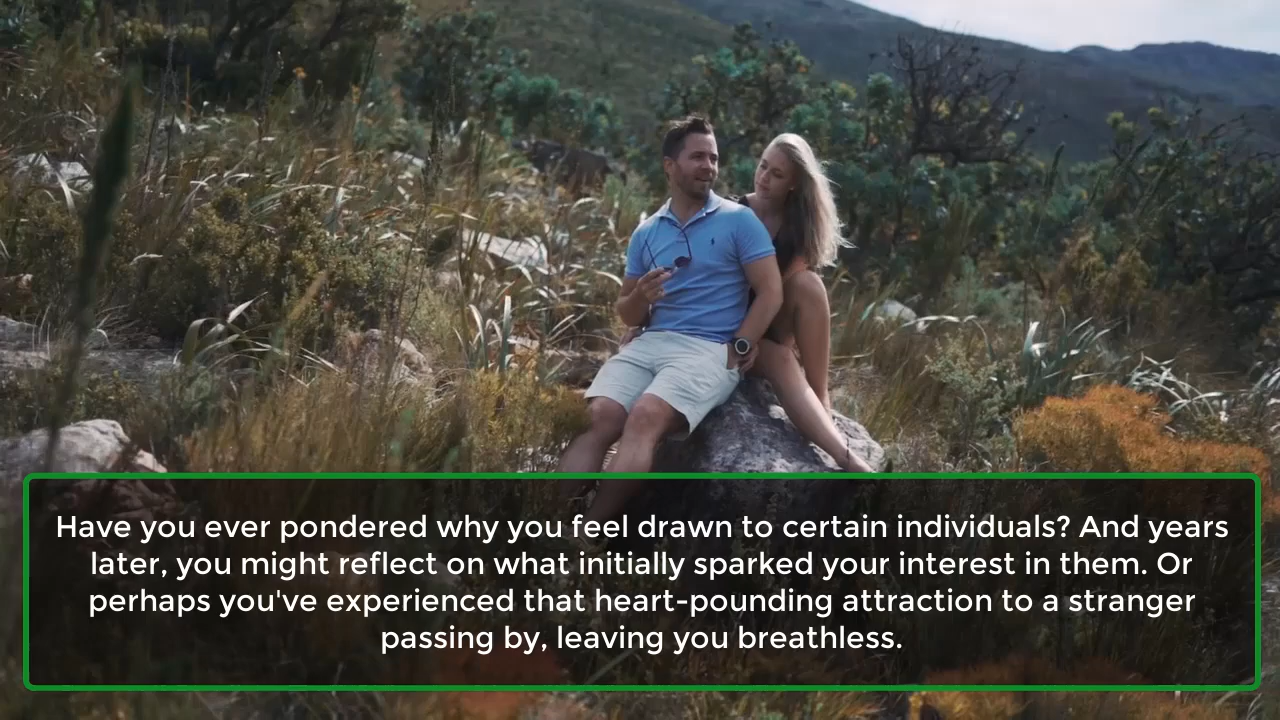 Have you ever pondered why you feel drawn to certain individuals? And years
later, you might reflect on what initially sparked your interest in them. Or
perhaps you've experienced that heart-pounding attraction to a stranger
passing by, leaving you breathless.